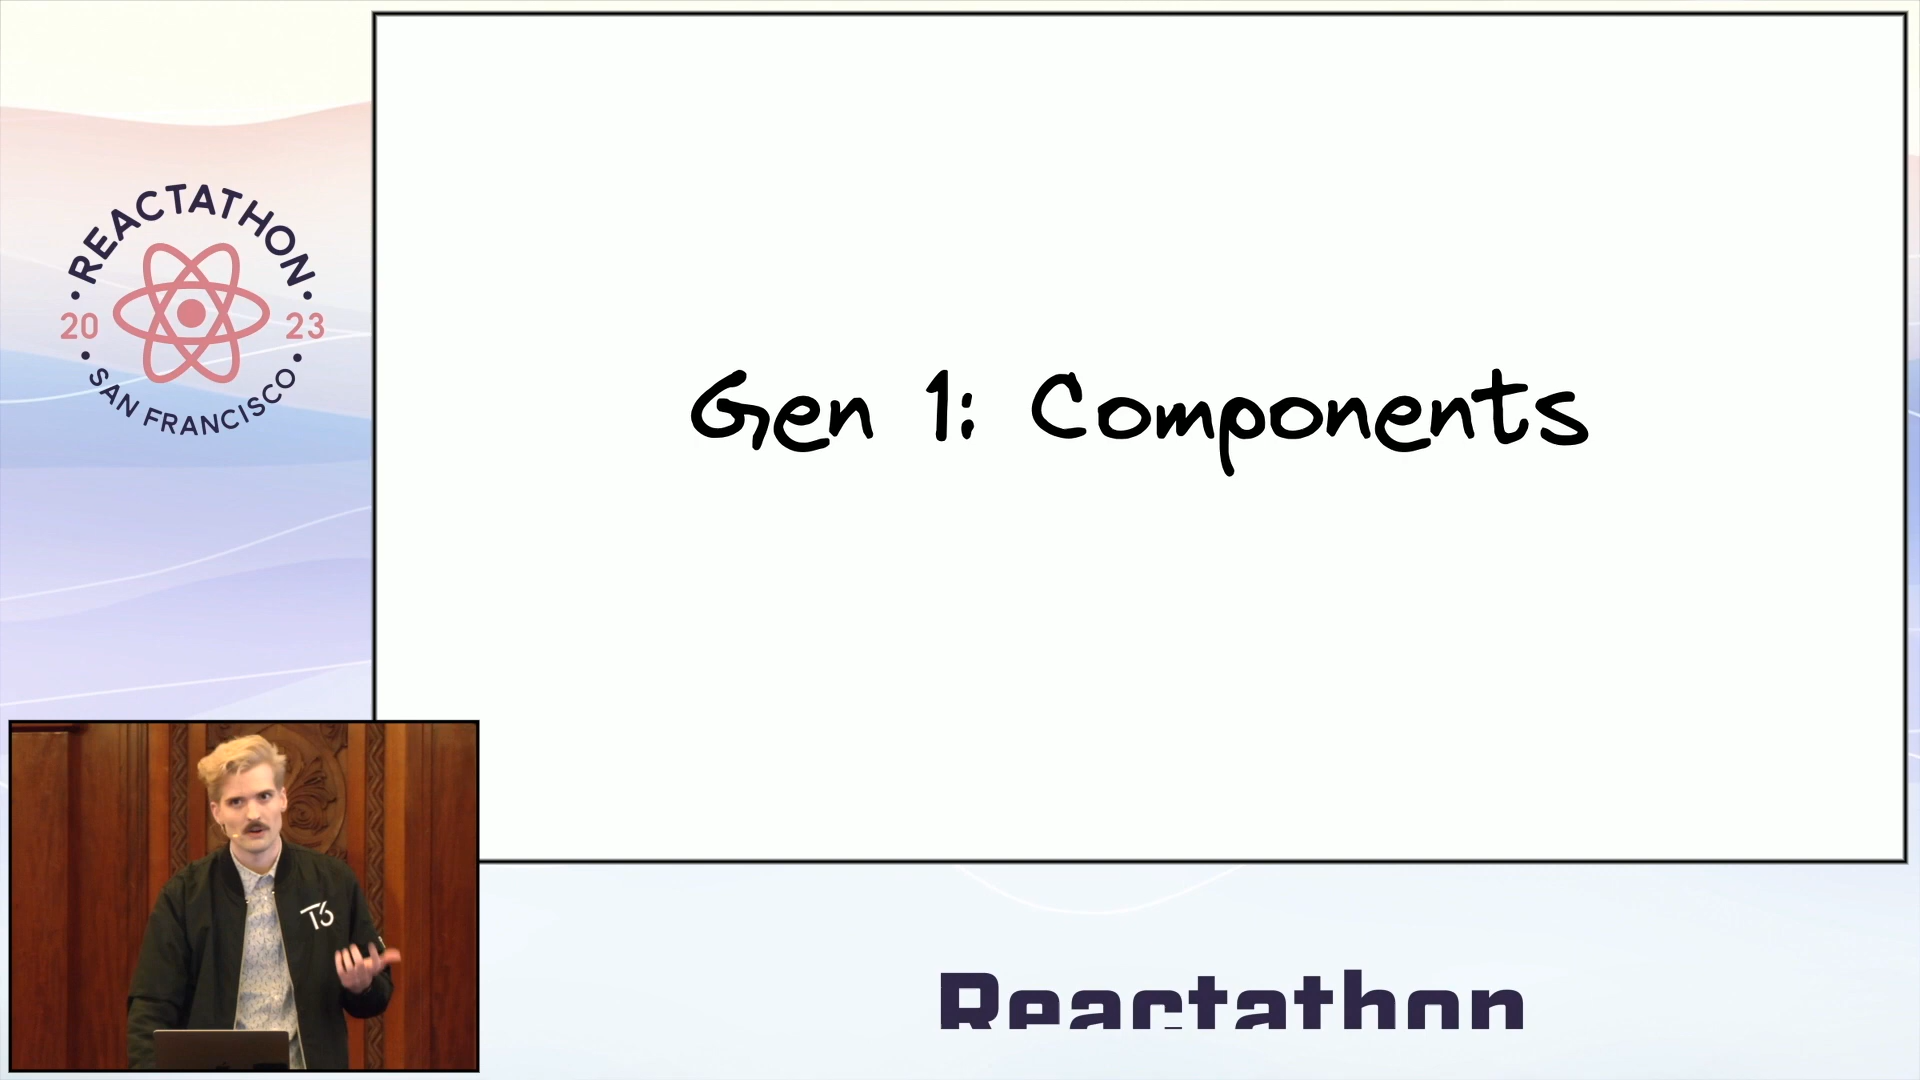 REACTATHON
20 23
SAN FRANCISCO
Gen 1: Components
T3
Reactathon